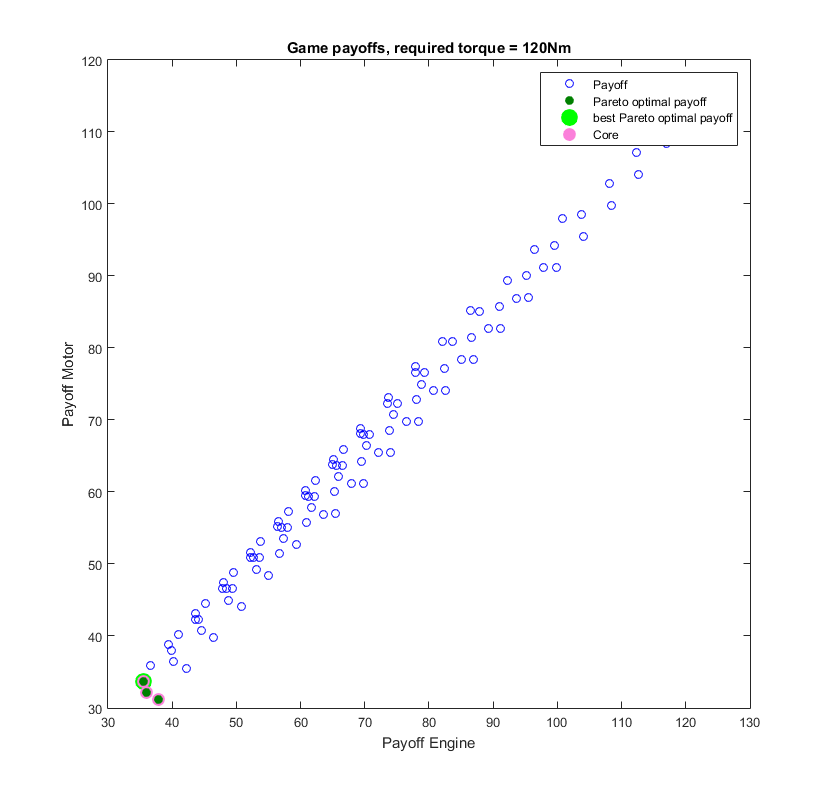 Game payoffs, required torque = 120Nm
120
110
100
90
80
70
60
50
40
30
Payoff Motor
Payoff
Pareto optimal payoff
best Pareto optimal payoff
Core
30 40 50 60 70 80 90 100 110 120 130
Payoff Engine